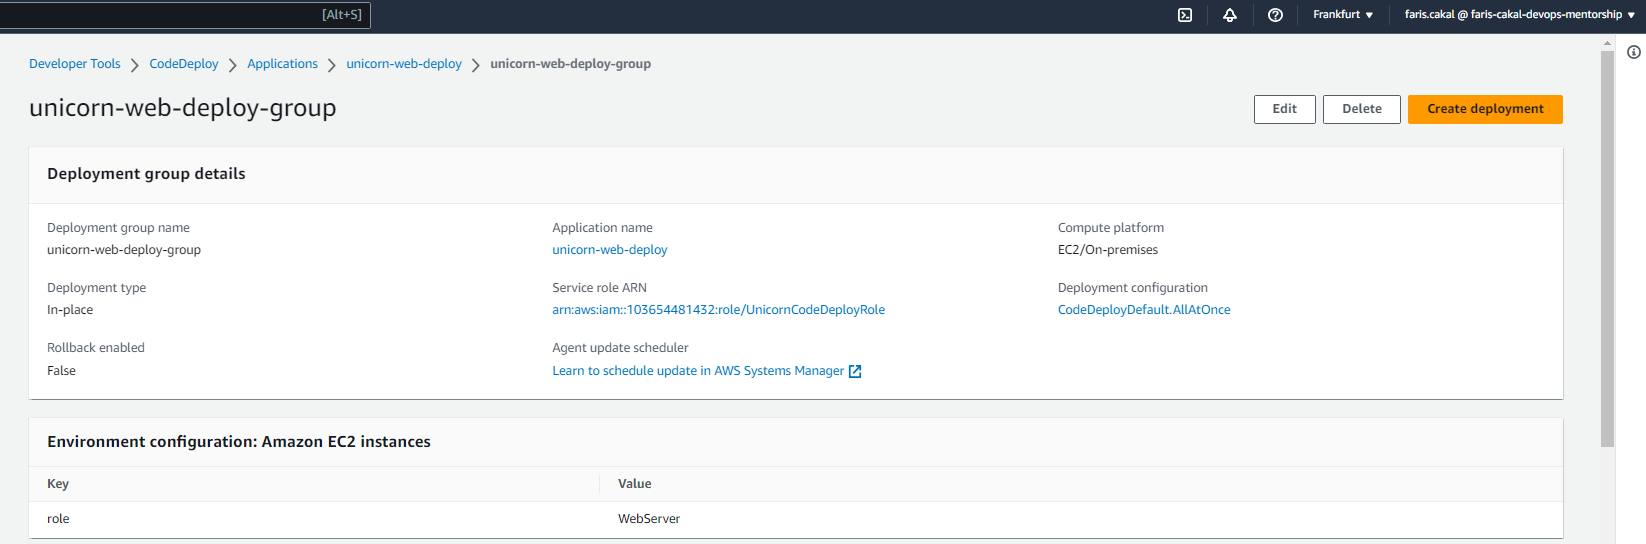 [Alt+S] Frankfurt faris.cakal @ faris-cakal-devops-mentorship
Developer Tools CodeDeploy Applications unicorn-web-deploy unicorn-web-deploy-group
unicorn-web-deploy-group Edit Delete Create deployment
Deployment group details
Deployment group name Application name Compute platform
unicorn-web-deploy-group unicorn-web-deploy EC2/On-premises
Deployment type Service role ARN Deployment configuration
In-place arn:aws:iam::103654481432:role/UnicornCodeDeployRole CodeDeployDefault.AllAtOnce
Rollback enabled Agent update scheduler
False Learn to schedule update in AWS Systems Manager
Environment configuration: Amazon EC2 instances
Key Value
role WebServer